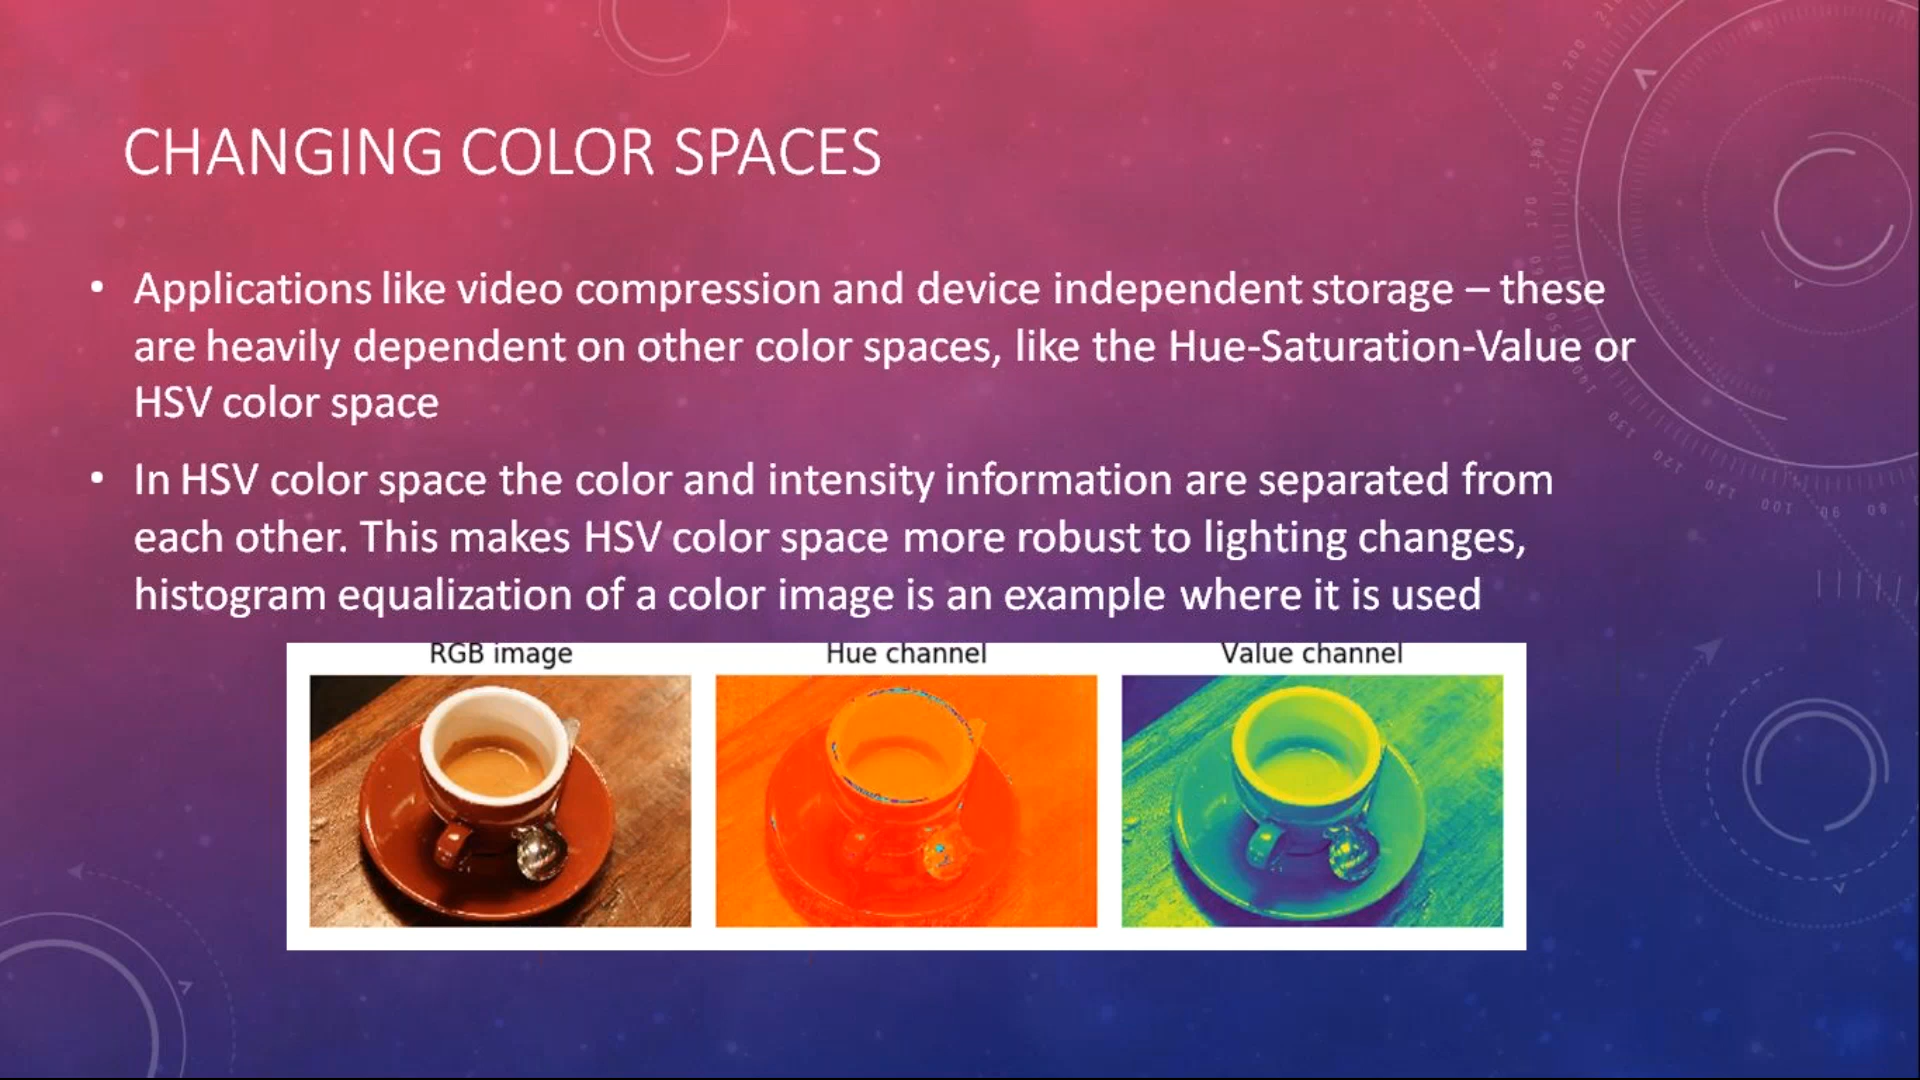 CHANGING COLOR SPACES
• Applications like video compression and device independent storage – these
are heavily dependent on other color spaces, like the Hue-Saturation-Value or
HSV color space
• In HSV color space the color and intensity information are separated from
each other. This makes HSV color space more robust to lighting changes,
histogram equalization of a color image is an example where it is used
RGB image
Hue channel
Value channel